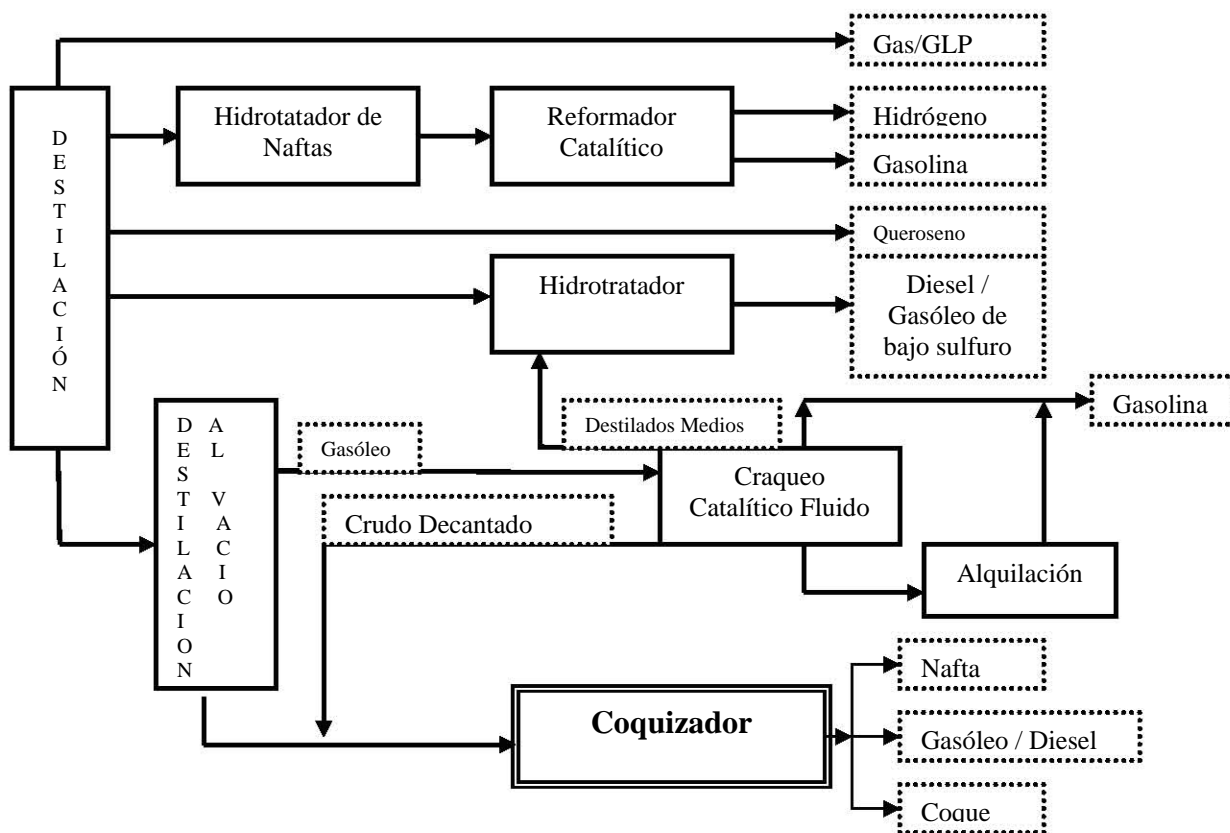 Gas/GLP
DESTILACIÓN
Hidrotatador de
Naftas
Reformador
Catalítico
Hidrógeno
Gasolina
Queroseno
Hidrotratador
Diesel /
Gasóleo de
bajo sulfuro
Gasolina
DESTILACION
AL VACIO
Gasóleo
Destilados Medios
Craqueo
Catalítico Fluido
Crudo Decantado
Alquilación
Nafta
Coquizador
Gasóleo / Diesel
Coque